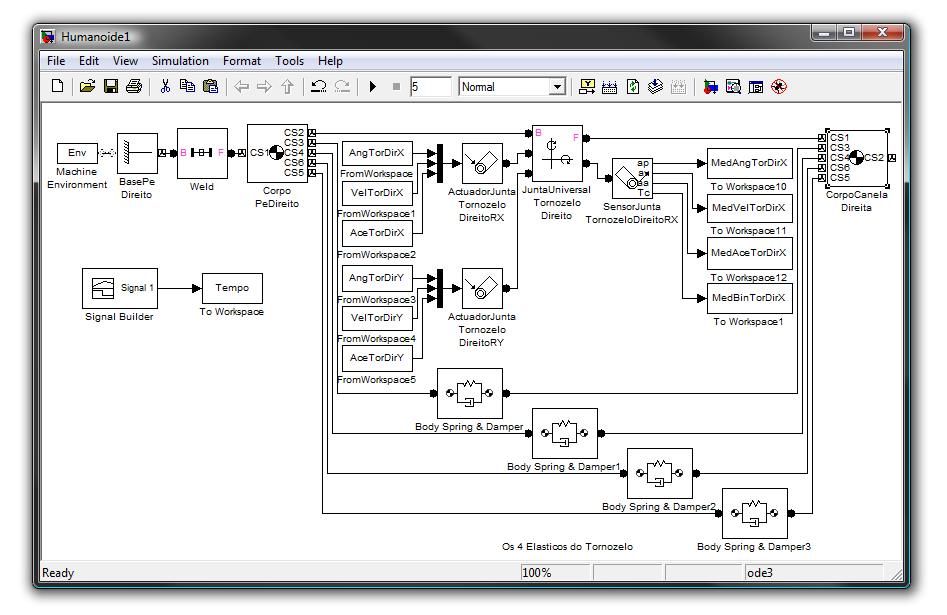 Humanoide1
File Edit View Simulation Format Tools Help
5
Normal
Env
Machine
Environment
BasePe
Direito
B F
Weld
CS1
CS2
CS3
CS4
CS6
CS5
Corpo
PeDireito
AngTorDirX
FromWorkspace
VelTorDirX
FromWorkspace1
AceTorDirX
FromWorkspace2
ActuadorJunta
Tornozelo
DireitoRX
B
F
JuntaUniversal
Tornozelo
Direito
ap
av
aa
Tc
SensorJunta
TornozeloDireitoRX
MedAngTorDirX
To Workspace10
MedVelTorDirX
To Workspace11
MedAceTorDirX
To Workspace12
MedBinTorDirX
To Workspace1
CS1
CS3
CS4
CS6
CS5
CS2
CorpoCanela
Direita
Signal 1
Signal Builder
Tempo
To Workspace
AngTorDirY
FromWorkspace3
VelTorDirY
FromWorkspace4
AceTorDirY
FromWorkspace5
ActuadorJunta
Tornozelo
DireitoRY
Body Spring & Damper
Body Spring & Damper1
Body Spring & Damper2
Body Spring & Damper3
Os 4 Elasticos do Tornozelo
Ready
100%
ode3